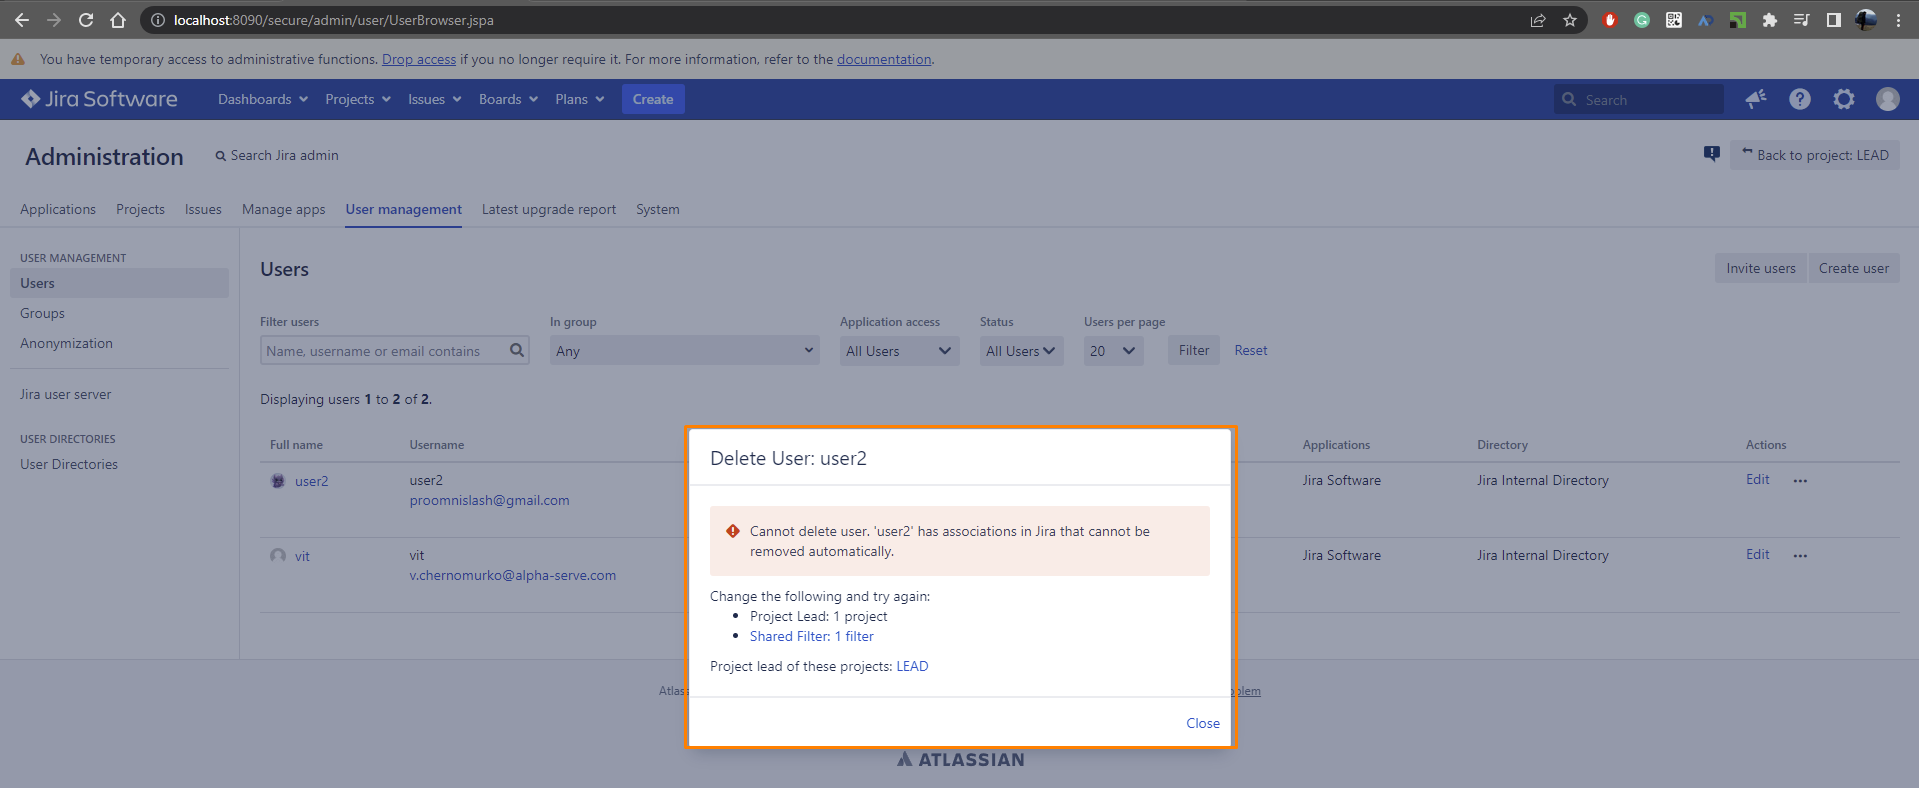 localhost:8090/secure/admin/user/UserBrowser.jspa
You have temporary access to administrative functions. Drop access if you no longer require it. For more information, refer to the documentation.
Jira Software Dashboards Projects Issues Boards Plans Create Search
Administration Search Jira admin Back to project: LEAD
Applications Projects Issues Manage apps User management Latest upgrade report System
USER MANAGEMENT
Users
Groups
Anonymization
Jira user server
USER DIRECTORIES
User Directories
Users Invite users Create user
Filter users In group Application access Status Users per page
Name, username or email contains Any All Users All Users 20 Filter Reset
Displaying users 1 to 2 of 2.
Full name Username Applications Directory Actions
user2 user2 Jira Software Jira Internal Directory Edit
proomnislash@gmail.com
vit vit Jira Software Jira Internal Directory Edit
v.chernomurko@alpha-serve.com
Delete User: user2
Cannot delete user. 'user2' has associations in Jira that cannot be
removed automatically.
Change the following and try again:
• Project Lead: 1 project
• Shared Filter: 1 filter
Project lead of these projects: LEAD
Close
ATLASSIAN